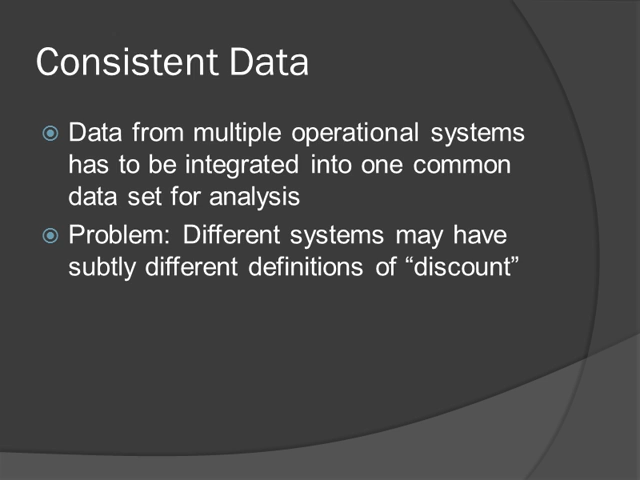 Consistent Data
Data from multiple operational systems
has to be integrated into one common
data set for analysis
Problem: Different systems may have
subtly different definitions of “discount”